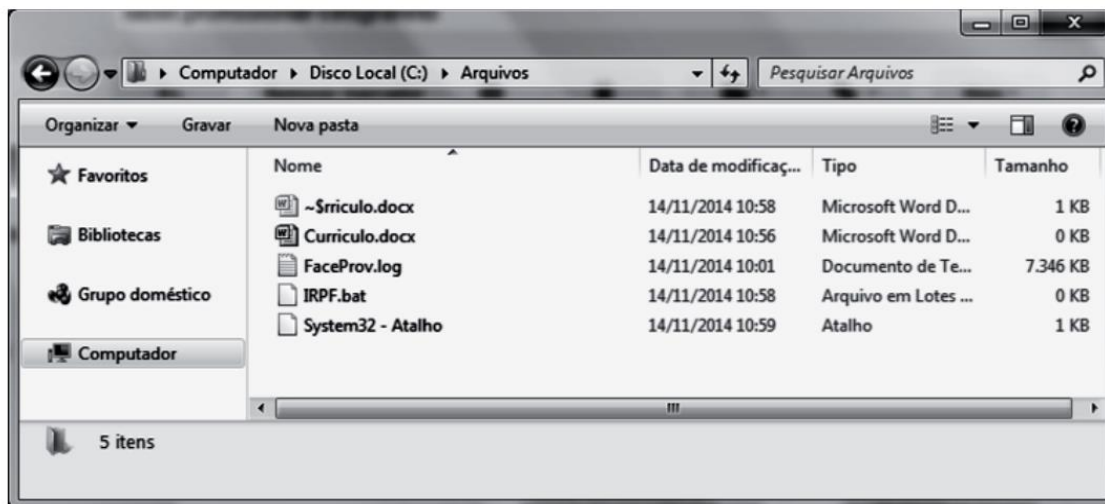 Computador Disco Local (C:) Arquivos Pesquisar Arquivos
Organizar Gravar Nova pasta
Nome Data de modificaç... Tipo Tamanho
Favoritos
Bibliotecas
Grupo doméstico
Computador
~$rriculo.docx 14/11/2014 10:58 Microsoft Word D... 1 KB
Curriculo.docx 14/11/2014 10:56 Microsoft Word D... 0 KB
FaceProv.log 14/11/2014 10:01 Documento de Te... 7.346 KB
IRPF.bat 14/11/2014 10:58 Arquivo em Lotes ... 0 KB
System32 - Atalho 14/11/2014 10:59 Atalho 1 KB
5 itens